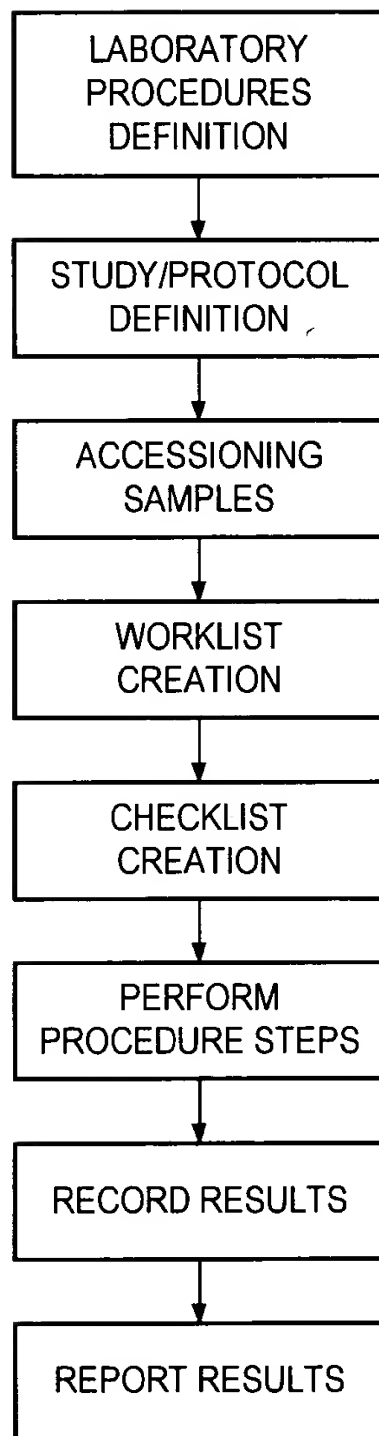 LABORATORY
PROCEDURES
DEFINITION
STUDY/PROTOCOL
DEFINITION
ACCESSIONING
SAMPLES
WORKLIST
CREATION
CHECKLIST
CREATION
PERFORM
PROCEDURE STEPS
RECORD RESULTS
REPORT RESULTS